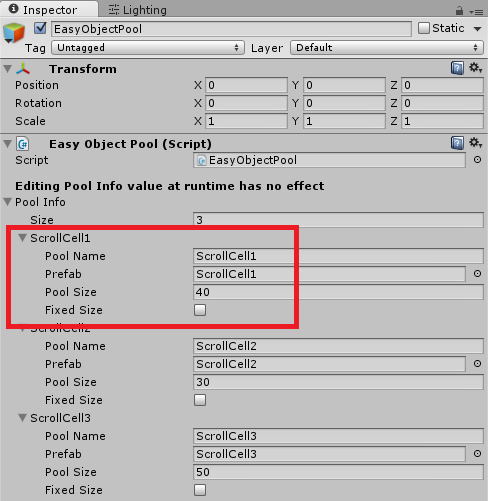 Inspector Lighting
EasyObjectPool Static
Tag Untagged Layer Default
Transform
Position X 0 Y 0 Z 0
Rotation X 0 Y 0 Z 0
Scale X 1 Y 1 Z 1
Easy Object Pool (Script)
Script EasyObjectPool
Editing Pool Info value at runtime has no effect
Pool Info
Size 3
ScrollCell1
Pool Name ScrollCell1
Prefab ScrollCell1
Pool Size 40
Fixed Size
ScrollCell2
Pool Name ScrollCell2
Prefab ScrollCell2
Pool Size 30
Fixed Size
ScrollCell3
Pool Name ScrollCell3
Prefab ScrollCell3
Pool Size 50
Fixed Size